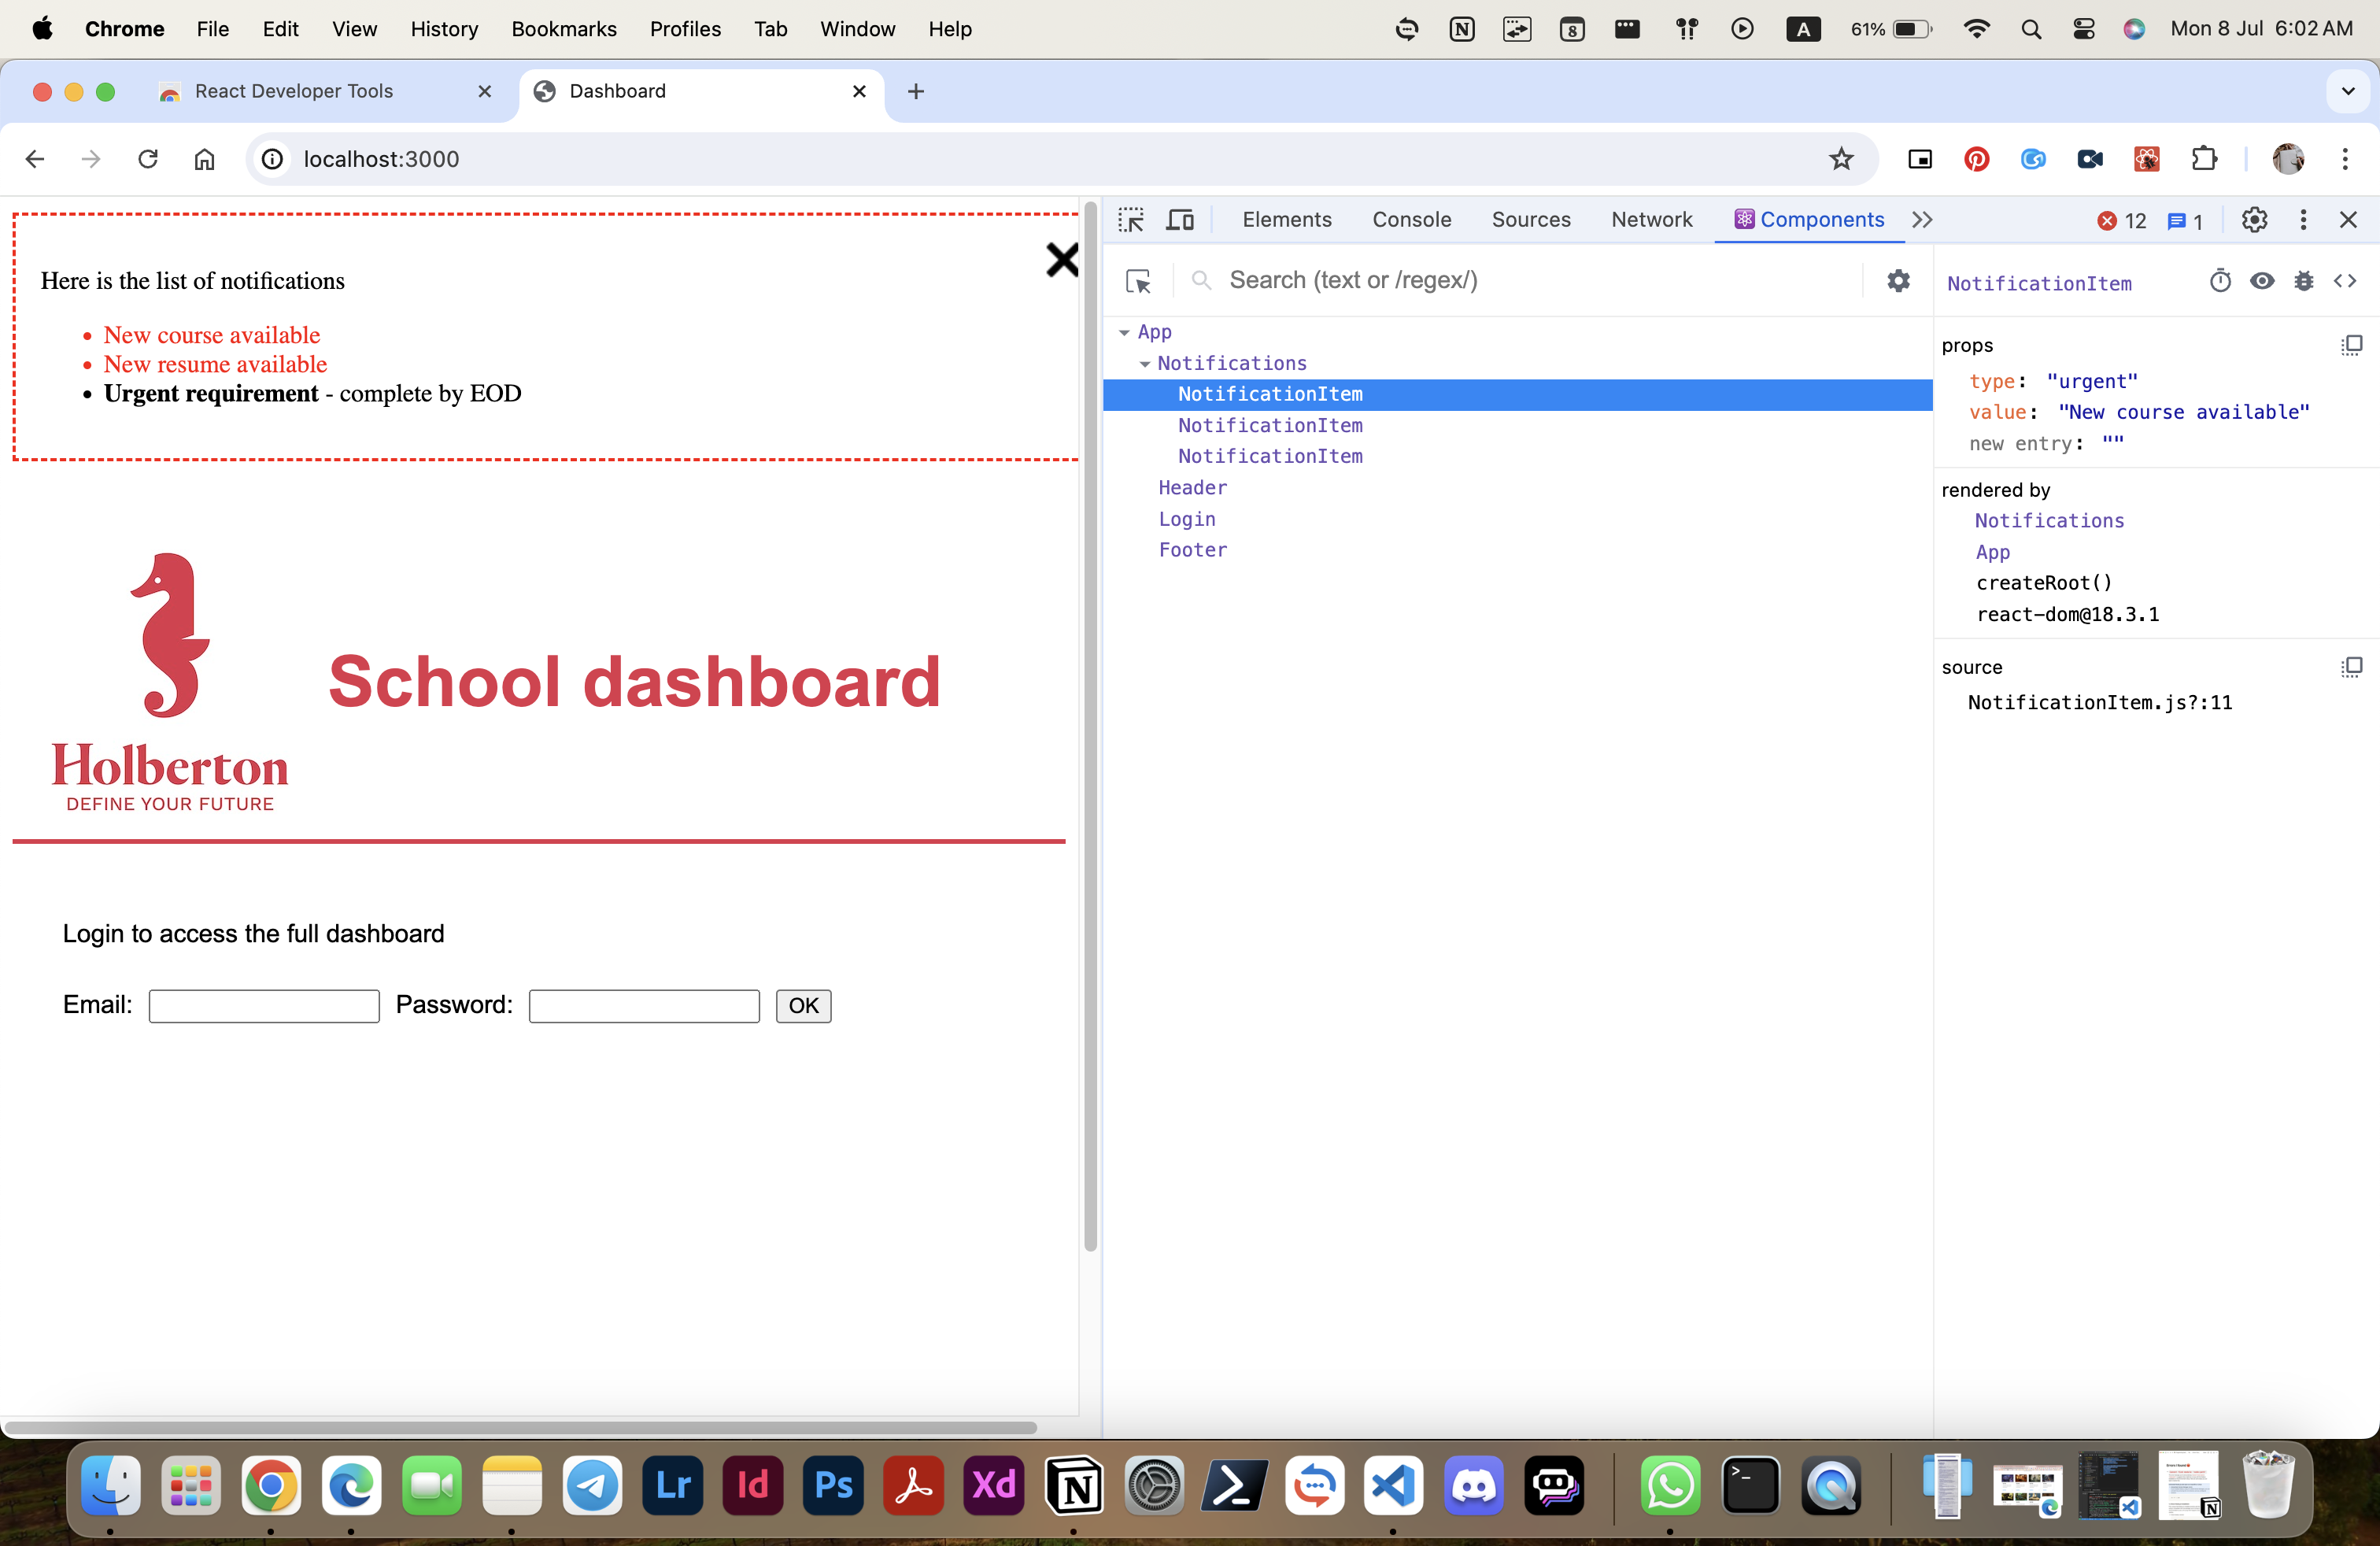 Chrome File Edit View History Bookmarks Profiles Tab Window Help 8 A 61% Mon 8 Jul 6:02 AM
React Developer Tools Dashboard
localhost:3000
Elements Console Sources Network Components 12 1
Here is the list of notifications
New course available
New resume available
Urgent requirement - complete by EOD
School dashboard
Holberton
DEFINE YOUR FUTURE
Login to access the full dashboard
Email: Password: OK
Search (text or /regex/)
App
Notifications
NotificationItem
NotificationItem
NotificationItem
Header
Login
Footer
NotificationItem
props
type: "urgent"
value: "New course available"
new entry: ""
rendered by
Notifications
App
createRoot()
react-dom@18.3.1
source
NotificationItem.js?:11
Lr Id Ps Xd